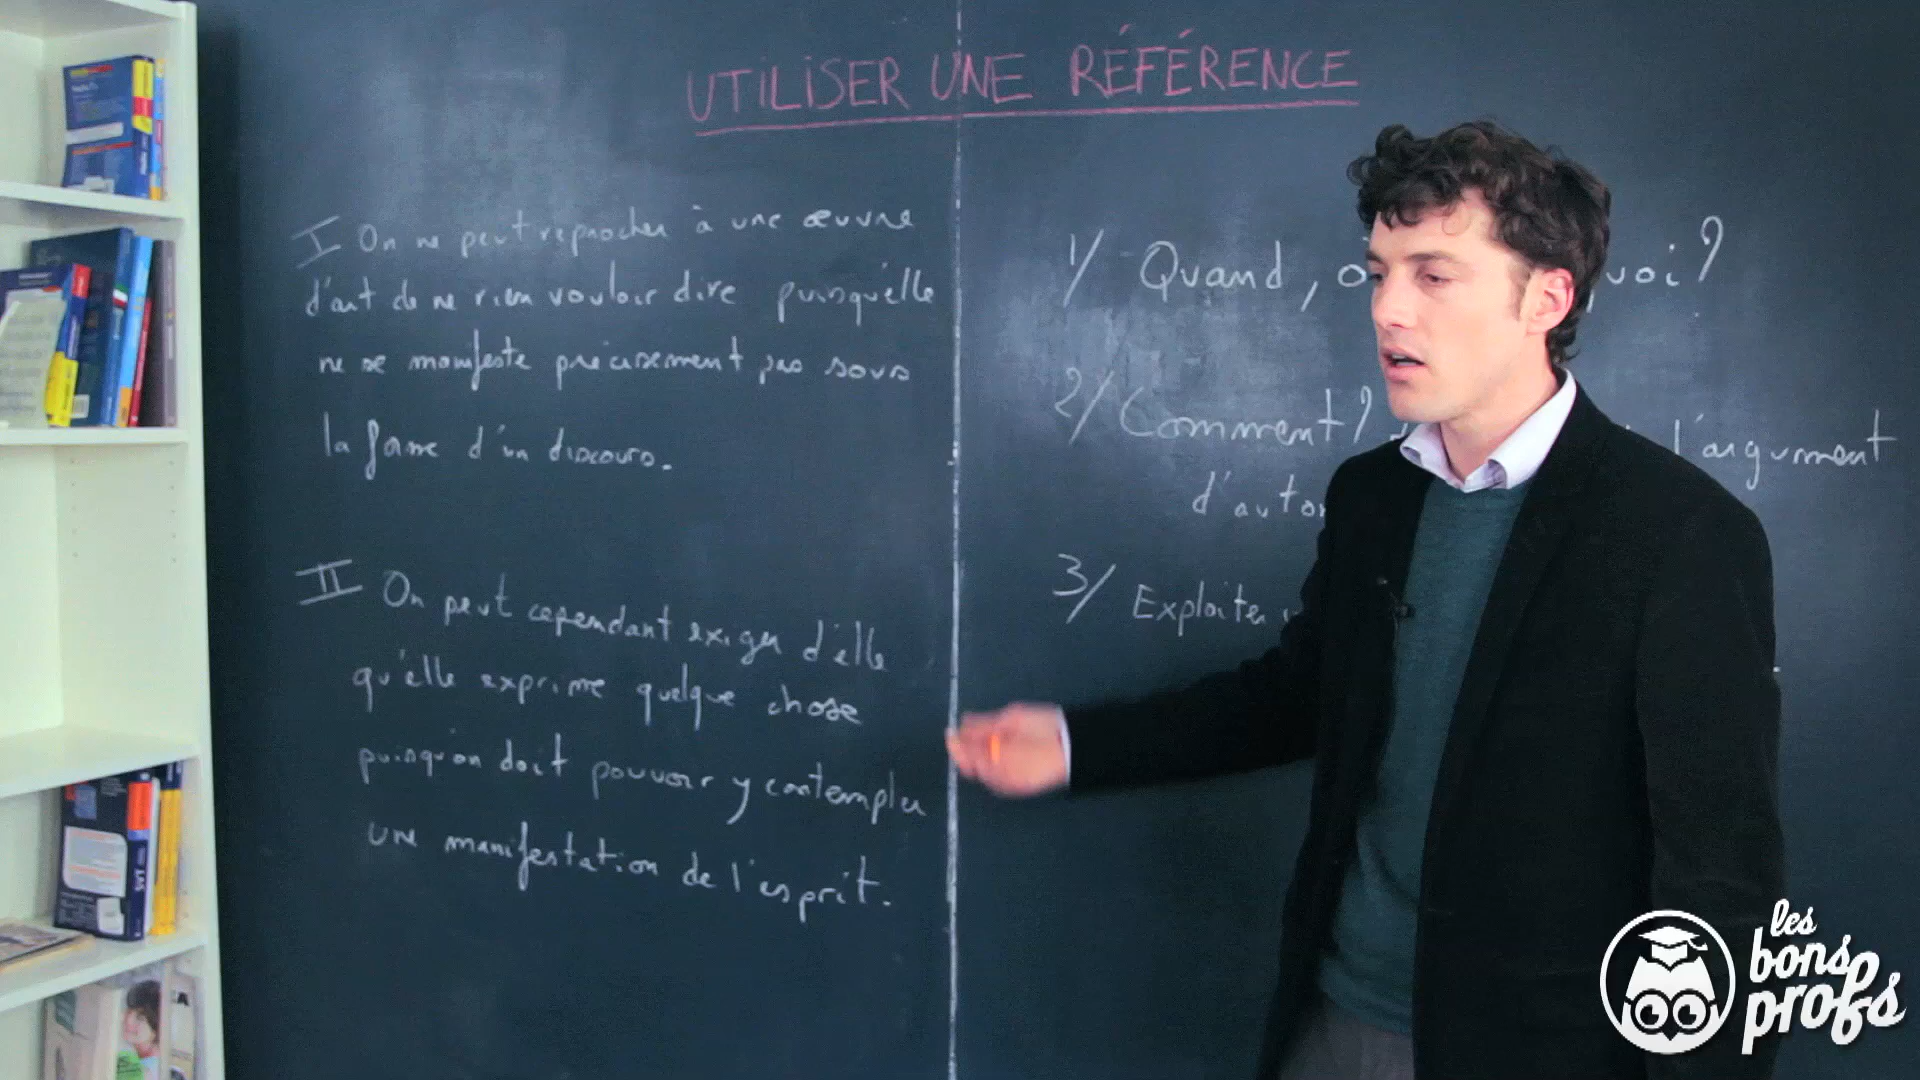 UTILISER UNE RÉFÉRENCE
I On ne peut reprocher à une œuvre
d'art de ne rien vouloir dire puisqu'elle
ne se manifeste précisément pas sous
la forme d'un discours.
II On peut cependant exiger d'elle
qu'elle exprime quelque chose
puisqu'on doit pouvoir y contempler
une manifestation de l'esprit.
1/ Quand,
2/ Comment? l'argument
3/ Exploiter
les
bons
profs